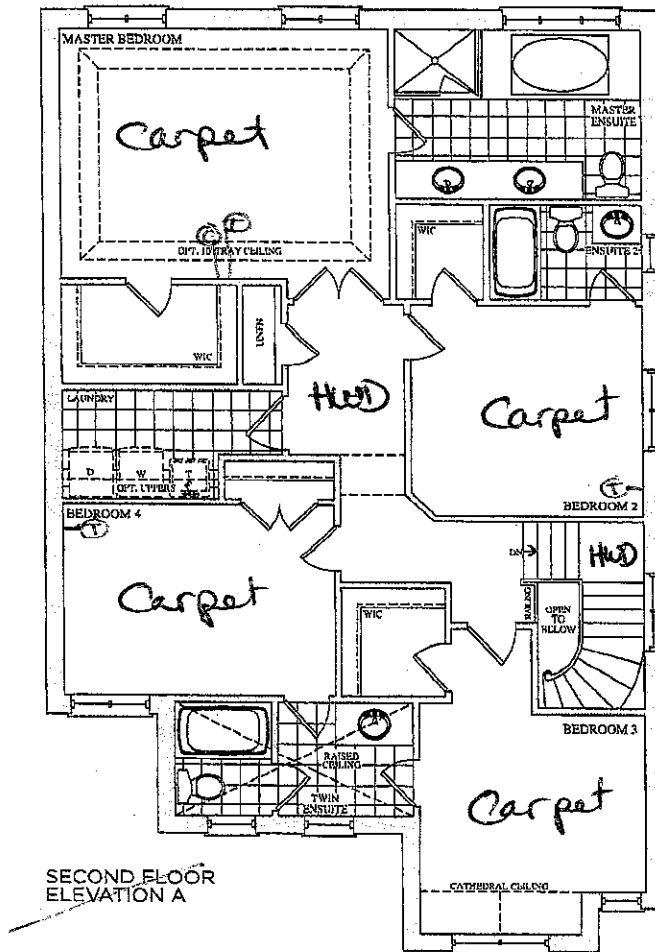 MASTER BEDROOM
Carpet
MASTER
ENSUITE
C T
OPT. 10' TRAY CEILING
WIC
ENSUITE 2
WIC
LINEN
HWD
Carpet
LAUNDRY
D
W
OPT. UPPERS
T
BEDROOM 2
BEDROOM 4
T
DN
HWD
Carpet
RAILING
OPEN
TO
BELOW
WIC
BEDROOM 3
RAISED
CEILING
TWIN
ENSUITE
Carpet
CATHEDRAL CEILING
SECOND FLOOR
ELEVATION A